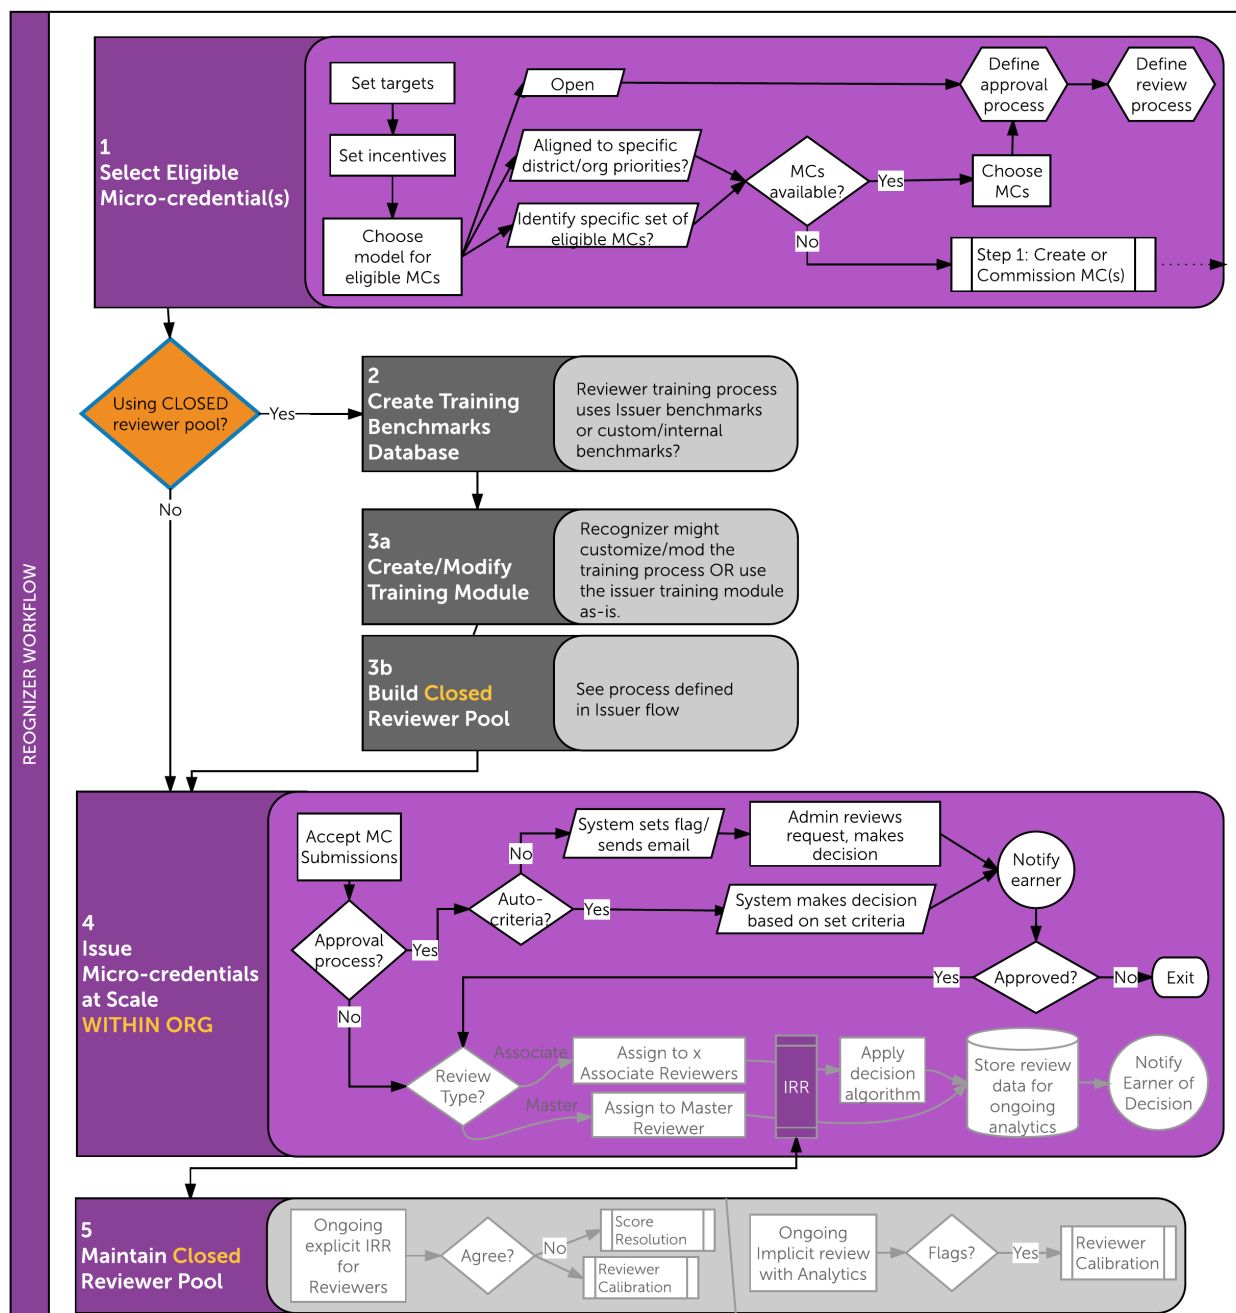 REOGNIZER WORKFLOW
1
Select Eligible
Micro-credential(s)
Set targets
Set incentives
Choose
model for
eligible MCs
Open
Aligned to specific
district/org priorities?
Identify specific set of
eligible MCs?
MCs
available?
Yes
No
Choose
MCs
Define
approval
process
Define
review
process
Step 1: Create or
Commission MC(s)
Using CLOSED
reviewer pool?
Yes
No
2
Create Training
Benchmarks
Database
Reviewer training process
uses Issuer benchmarks
or custom/internal
benchmarks?
3a
Create/Modify
Training Module
Recognizer might
customize/mod the
training process OR use
the issuer training module
as-is.
3b
Build Closed
Reviewer Pool
See process defined
in Issuer flow
4
Issue
Micro-credentials
at Scale
WITHIN ORG
Accept MC
Submissions
Approval
process?
Yes
No
Auto-
criteria?
No
Yes
System sets flag/
sends email
Admin reviews
request, makes
decision
System makes decision
based on set criteria
Notify
earner
Approved?
Yes
No
Exit
Review
Type?
Associate
Master
Assign to x
Associate Reviewers
Assign to Master
Reviewer
IRR
Apply
decision
algorithm
Store review
data for
ongoing
analytics
Notify
Earner of
Decision
5
Maintain Closed
Reviewer Pool
Ongoing
explicit IRR
for
Reviewers
Agree?
No
Score
Resolution
Reviewer
Calibration
Ongoing
Implicit review
with Analytics
Flags?
Yes
Reviewer
Calibration